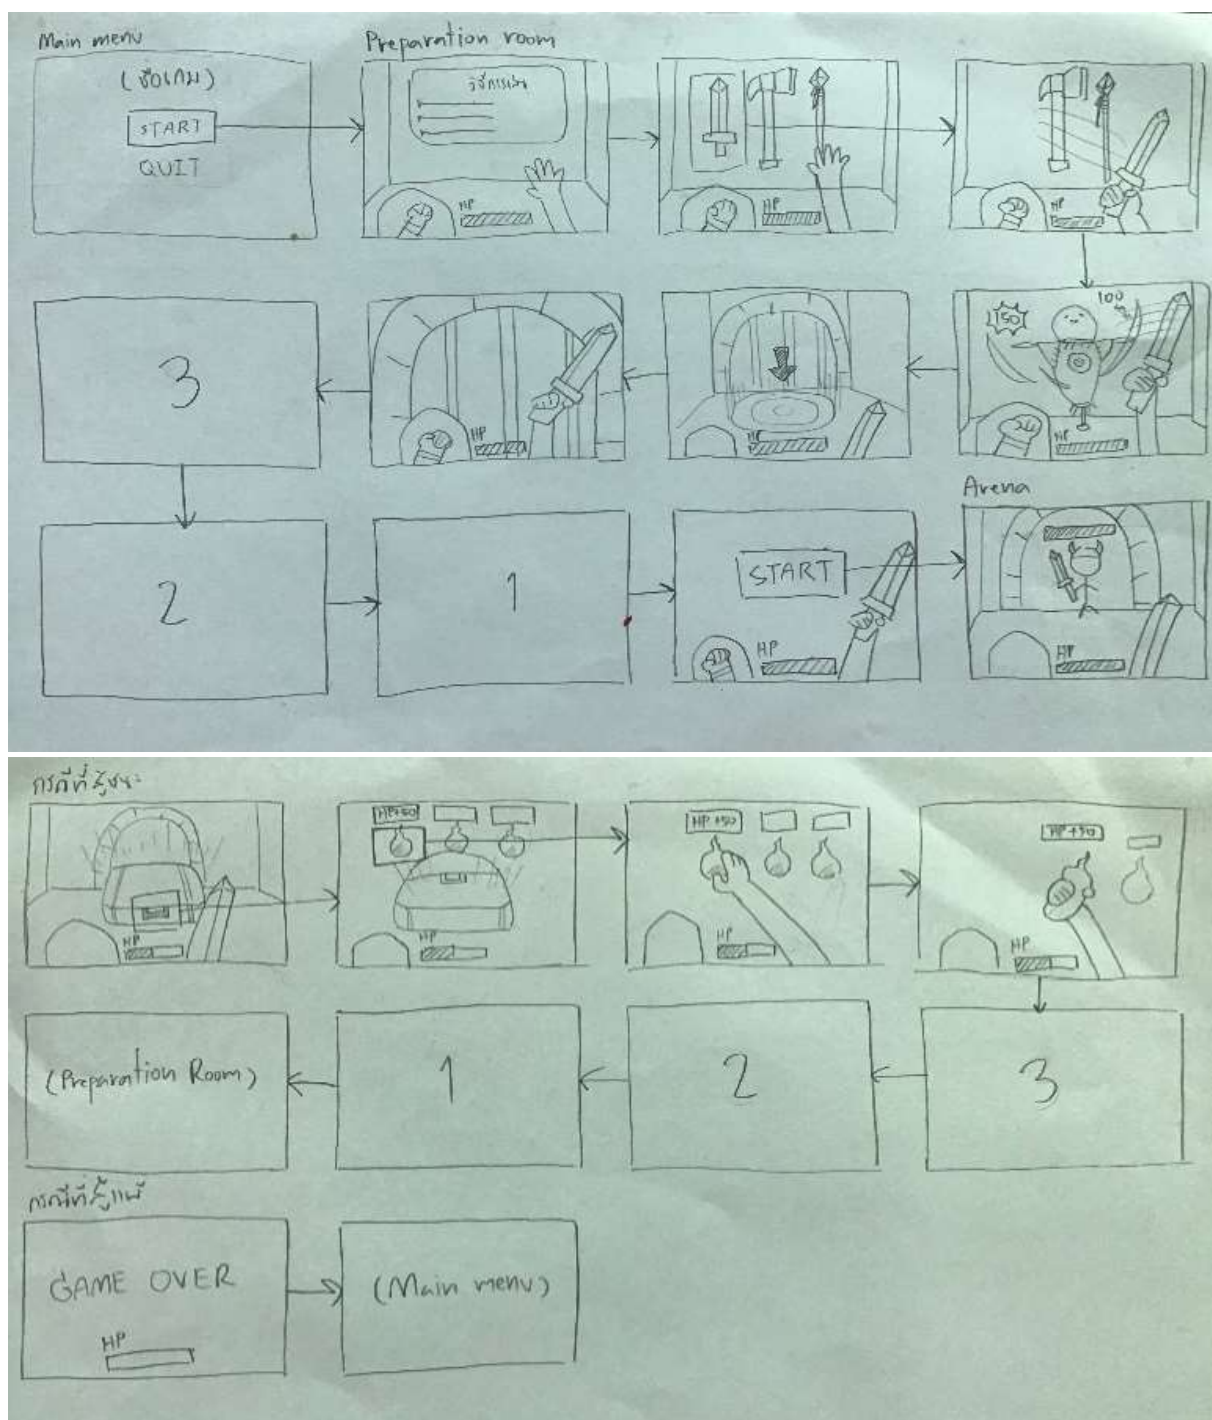 Main menu
(ชื่อเกม)
START
QUIT
Preparation room
วิธีการเล่น
HP
HP
HP
150
100
HP
HP
HP
3
2
1
START
HP
Arena
HP
กรณีที่สู้ชนะ
HP
HP+50
HP
HP +50
HP
HP +50
HP
3
2
1
(Preparation Room)
กรณีที่สู้แพ้
GAME OVER
HP
(Main menu)